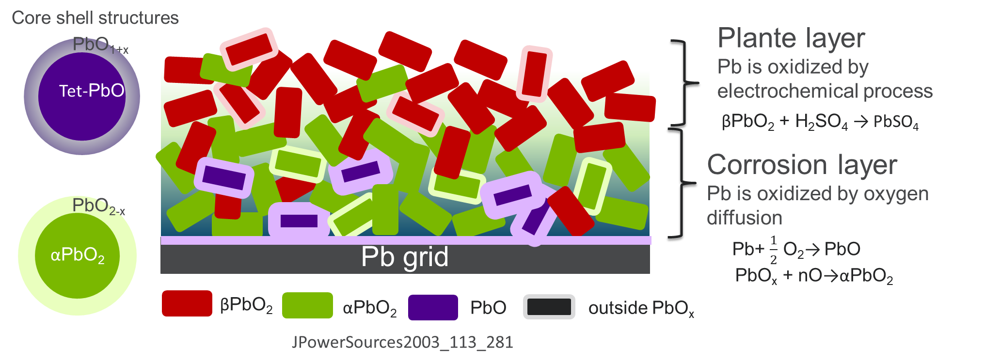 Core shell structures
PbO₁₊ₓ
Tet-PbO
PbO₂₋ₓ
αPbO₂
Pb grid
βPbO₂
αPbO₂
PbO
outside PbOₓ
JPowerSources2003_113_281
Plante layer
Pb is oxidized by
electrochemical process
βPbO₂ + H₂SO₄ → PbSO₄
Corrosion layer
Pb is oxidized by oxygen
diffusion
Pb+ 1/2 O₂→ PbO
PbOₓ + nO→αPbO₂